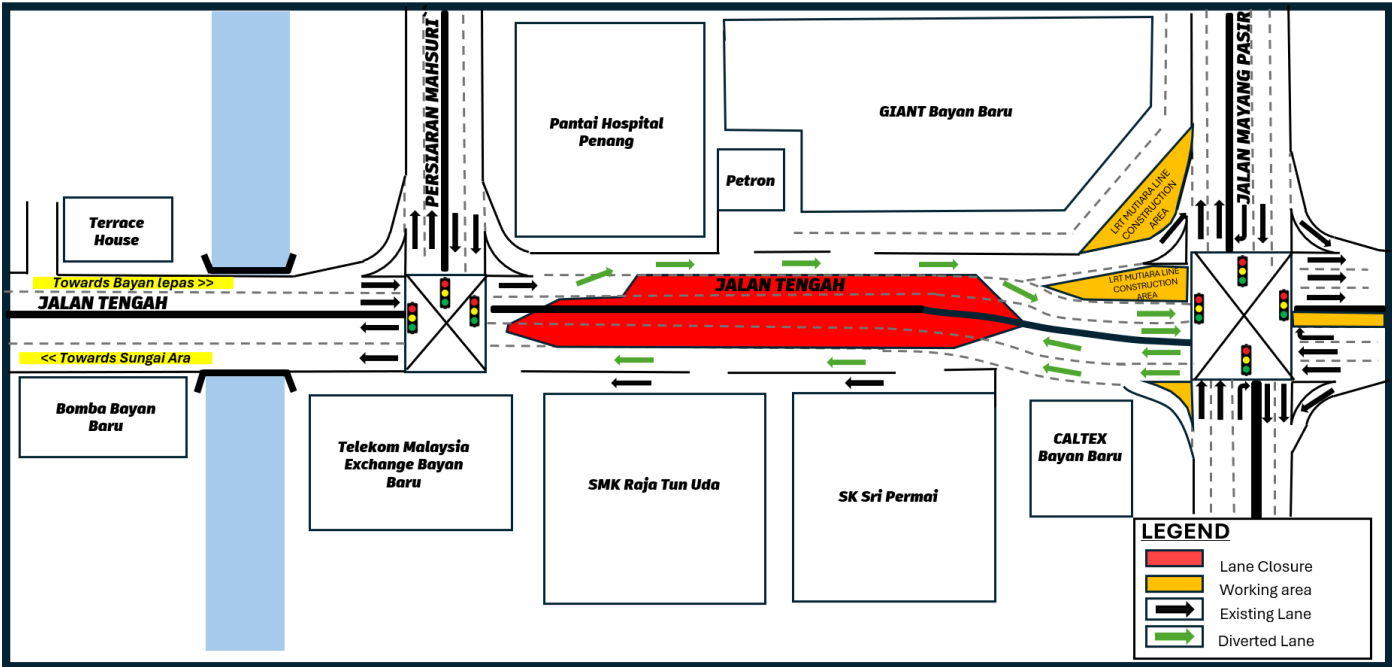 PERSIARAN MAHSURI
JALAN MAYANG PASIR
Pantai Hospital
Penang
GIANT Bayan Baru
Petron
Terrace
House
LRT MUTIARA LINE
CONSTRUCTION
AREA
Towards Bayan lepas >>
JALAN TENGAH
JALAN TENGAH
LRT MUTIARA LINE
CONSTRUCTION
AREA
<< Towards Sungai Ara
Bomba Bayan
Baru
Telekom Malaysia
Exchange Bayan
Baru
SMK Raja Tun Uda
SK Sri Permai
CALTEX
Bayan Baru
LEGEND
Lane Closure
Working area
Existing Lane
Diverted Lane